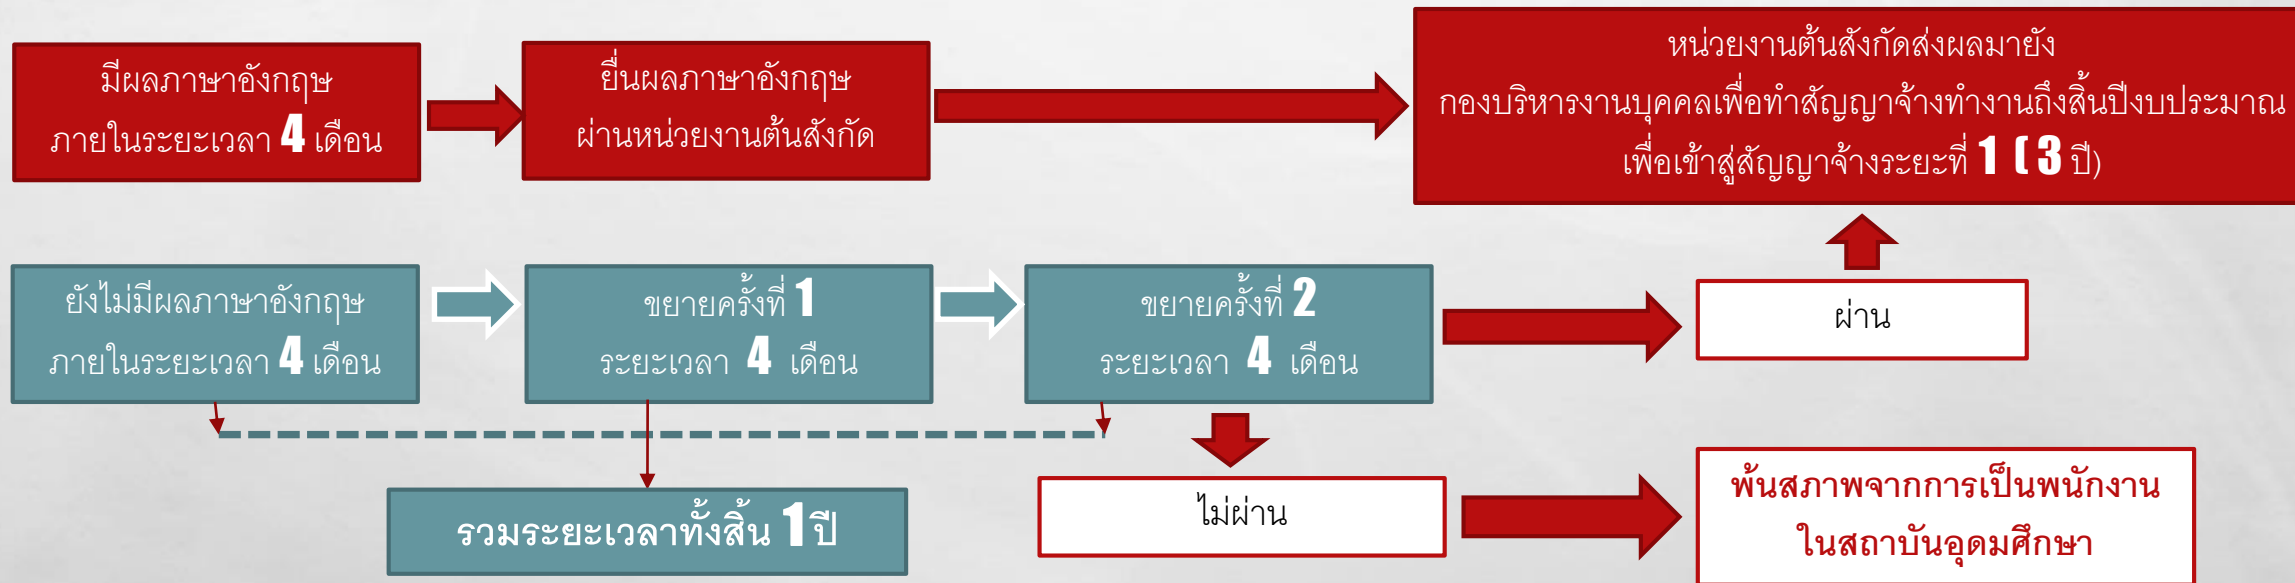 มีผลภาษาอังกฤษ
ภายในระยะเวลา 4 เดือน
ยื่นผลภาษาอังกฤษ
ผ่านหน่วยงานต้นสังกัด
หน่วยงานต้นสังกัดส่งผลมายัง
กองบริหารงานบุคคลเพื่อทำสัญญาจ้างทำงานถึงสิ้นปีงบประมาณ
เพื่อเข้าสู่สัญญาจ้างระยะที่ 1 ( 3 ปี)
ยังไม่มีผลภาษาอังกฤษ
ภายในระยะเวลา 4 เดือน
ขยายครั้งที่ 1
ระยะเวลา 4 เดือน
ขยายครั้งที่ 2
ระยะเวลา 4 เดือน
ผ่าน
รวมระยะเวลาทั้งสิ้น 1 ปี
ไม่ผ่าน
พ้นสภาพจากการเป็นพนักงาน
ในสถาบันอุดมศึกษา